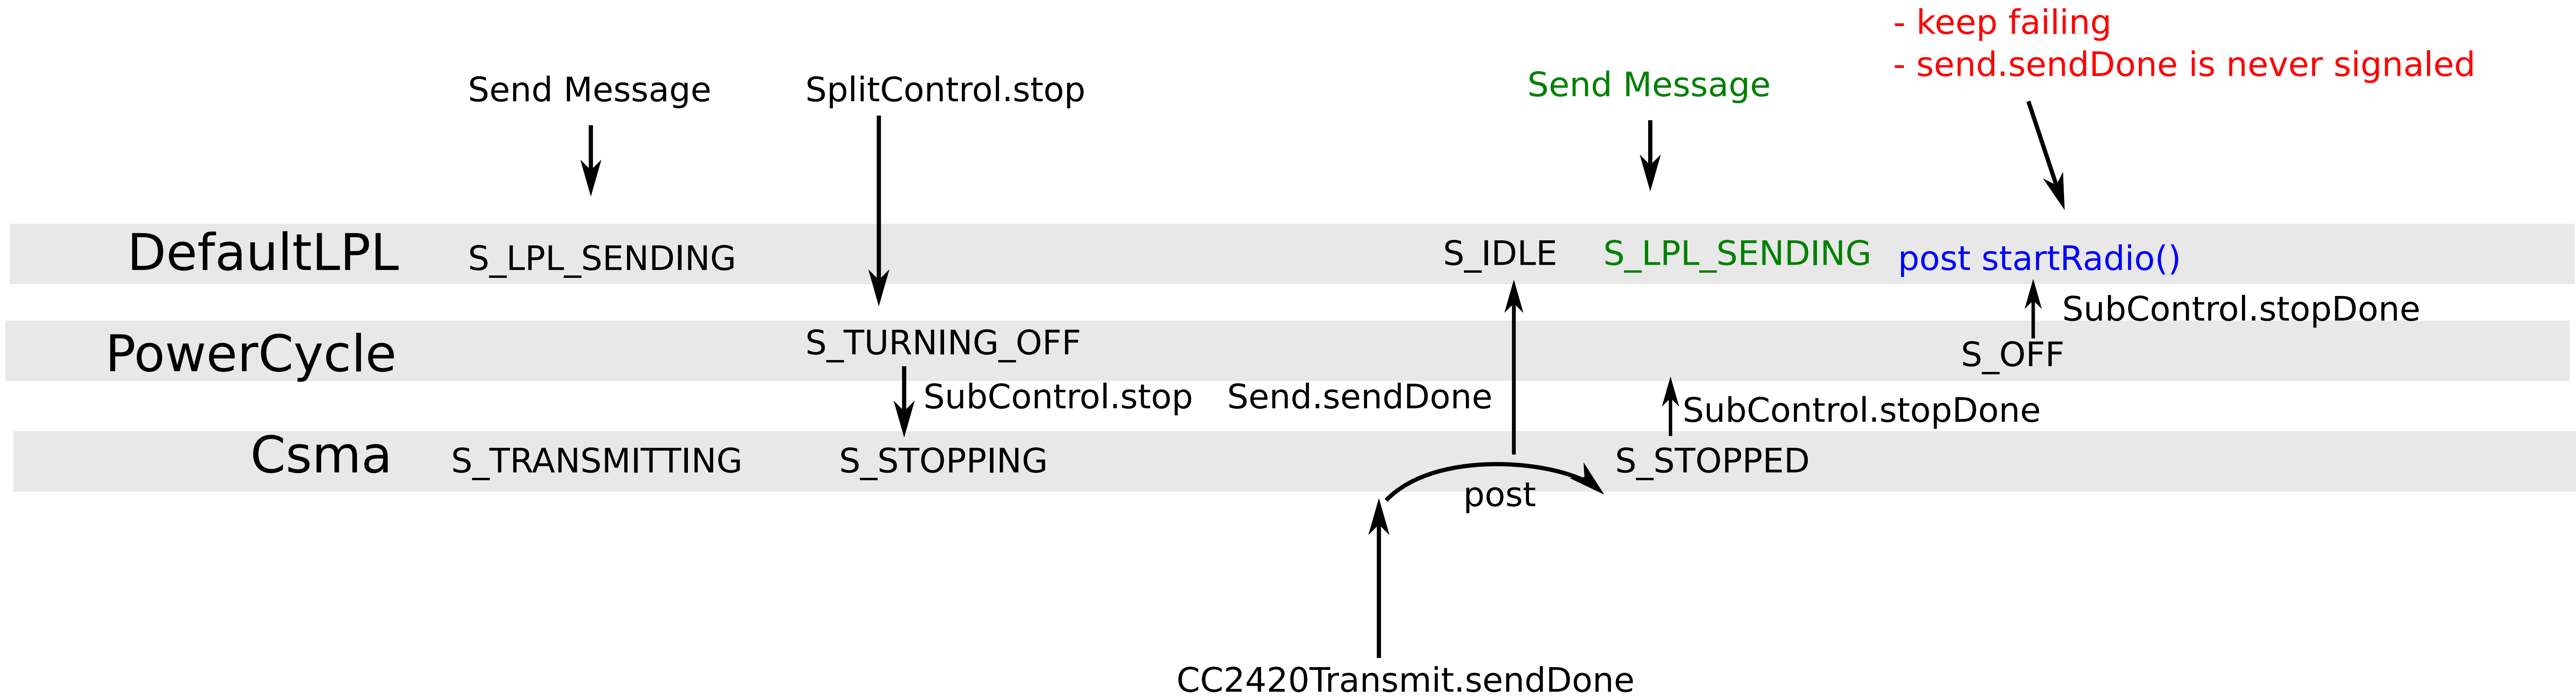 - keep failing
- send.sendDone is never signaled
Send Message
SplitControl.stop
Send Message
DefaultLPL
S_LPL_SENDING
S_IDLE
S_LPL_SENDING
post startRadio()
SubControl.stopDone
PowerCycle
S_TURNING_OFF
S_OFF
SubControl.stop
Send.sendDone
SubControl.stopDone
Csma
S_TRANSMITTING
S_STOPPING
S_STOPPED
post
CC2420Transmit.sendDone